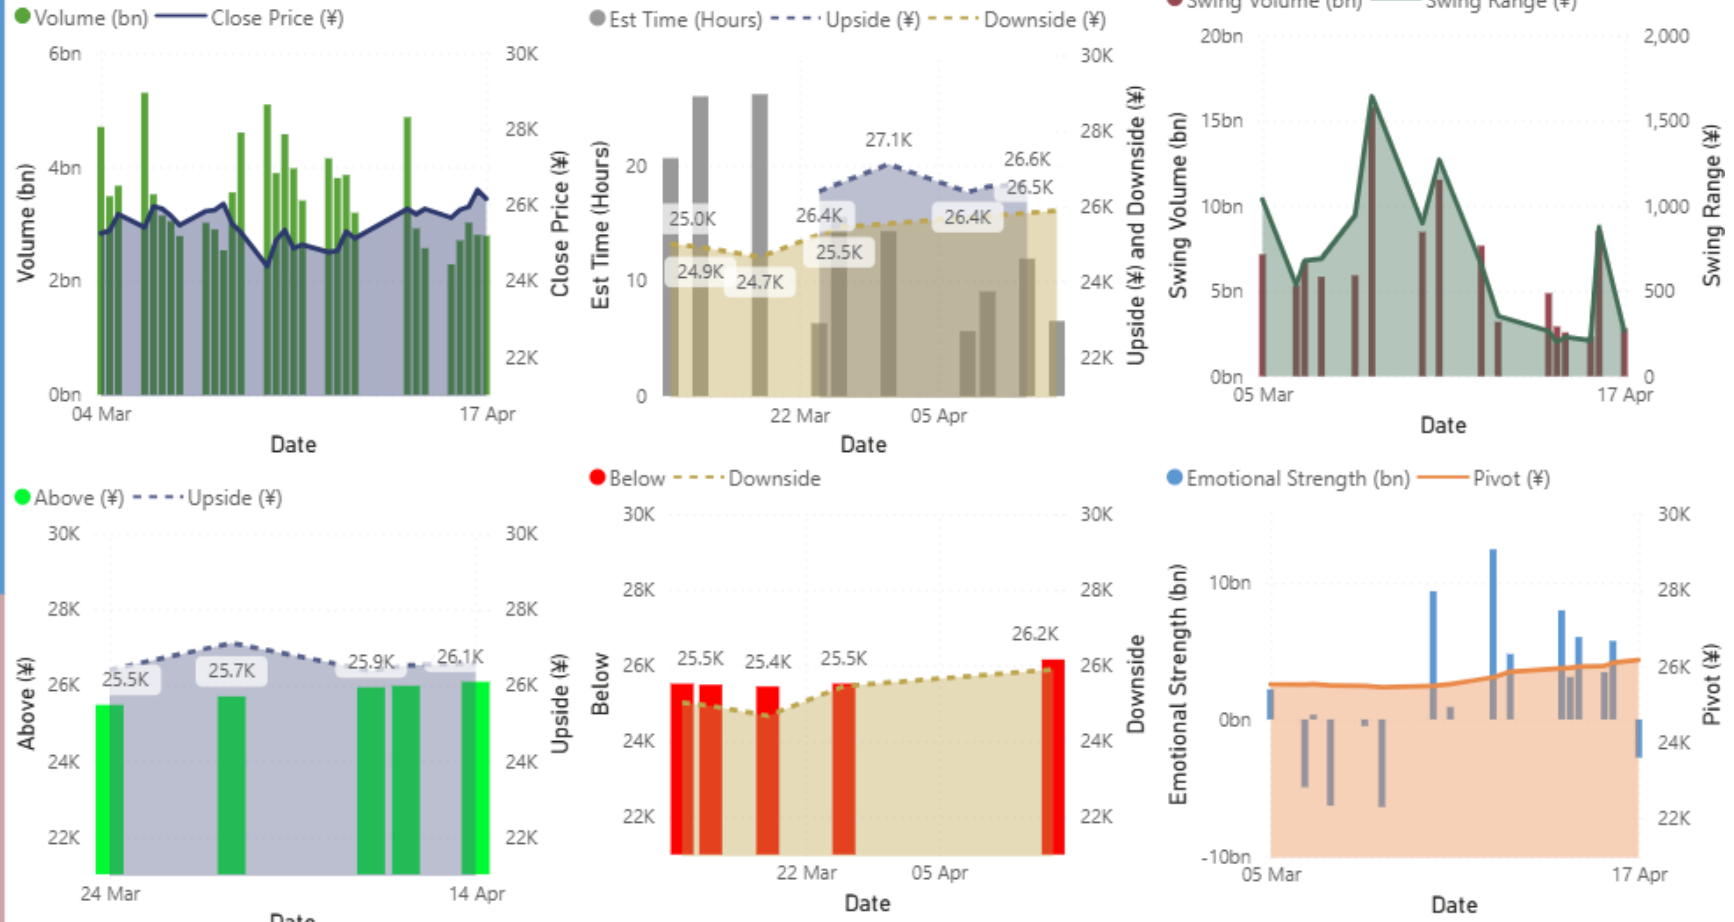 Volume (bn) Close Price (¥)
6bn
4bn
2bn
0bn
30K
28K
26K
24K
22K
04 Mar
17 Apr
Volume (bn)
Close Price (¥)
Date
Est Time (Hours) Upside (¥) Downside (¥)
20
10
0
30K
28K
26K
24K
22K
27.1K
26.6K
26.5K
25.0K
26.4K
26.4K
25.5K
24.9K
24.7K
22 Mar
05 Apr
Est Time (Hours)
Upside (¥) and Downside (¥)
Date
Swing Volume (bn) Swing Range (¥)
20bn
15bn
10bn
5bn
0bn
2,000
1,500
1,000
500
0
05 Mar
17 Apr
Swing Volume (bn)
Swing Range (¥)
Date
Above (¥) Upside (¥)
30K
28K
26K
24K
22K
30K
28K
26K
24K
22K
25.5K
25.7K
25.9K
26.1K
24 Mar
14 Apr
Above (¥)
Upside (¥)
Date
Below Downside
30K
28K
26K
24K
22K
30K
28K
26K
24K
22K
25.5K
25.4K
25.5K
26.2K
22 Mar
05 Apr
Below
Downside
Date
Emotional Strength (bn) Pivot (¥)
10bn
0bn
-10bn
30K
28K
26K
24K
22K
05 Mar
17 Apr
Emotional Strength (bn)
Pivot (¥)
Date